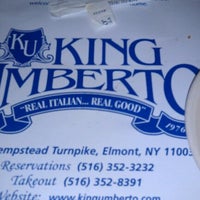 KU KING
UMBERTO
"REAL ITALIAN... REAL GOOD"
1976
empstead Turnpike, Elmont, NY 11003
Reservations (516) 352-3232
Takeout (516) 352-8391
Website: www.kingumberto.com